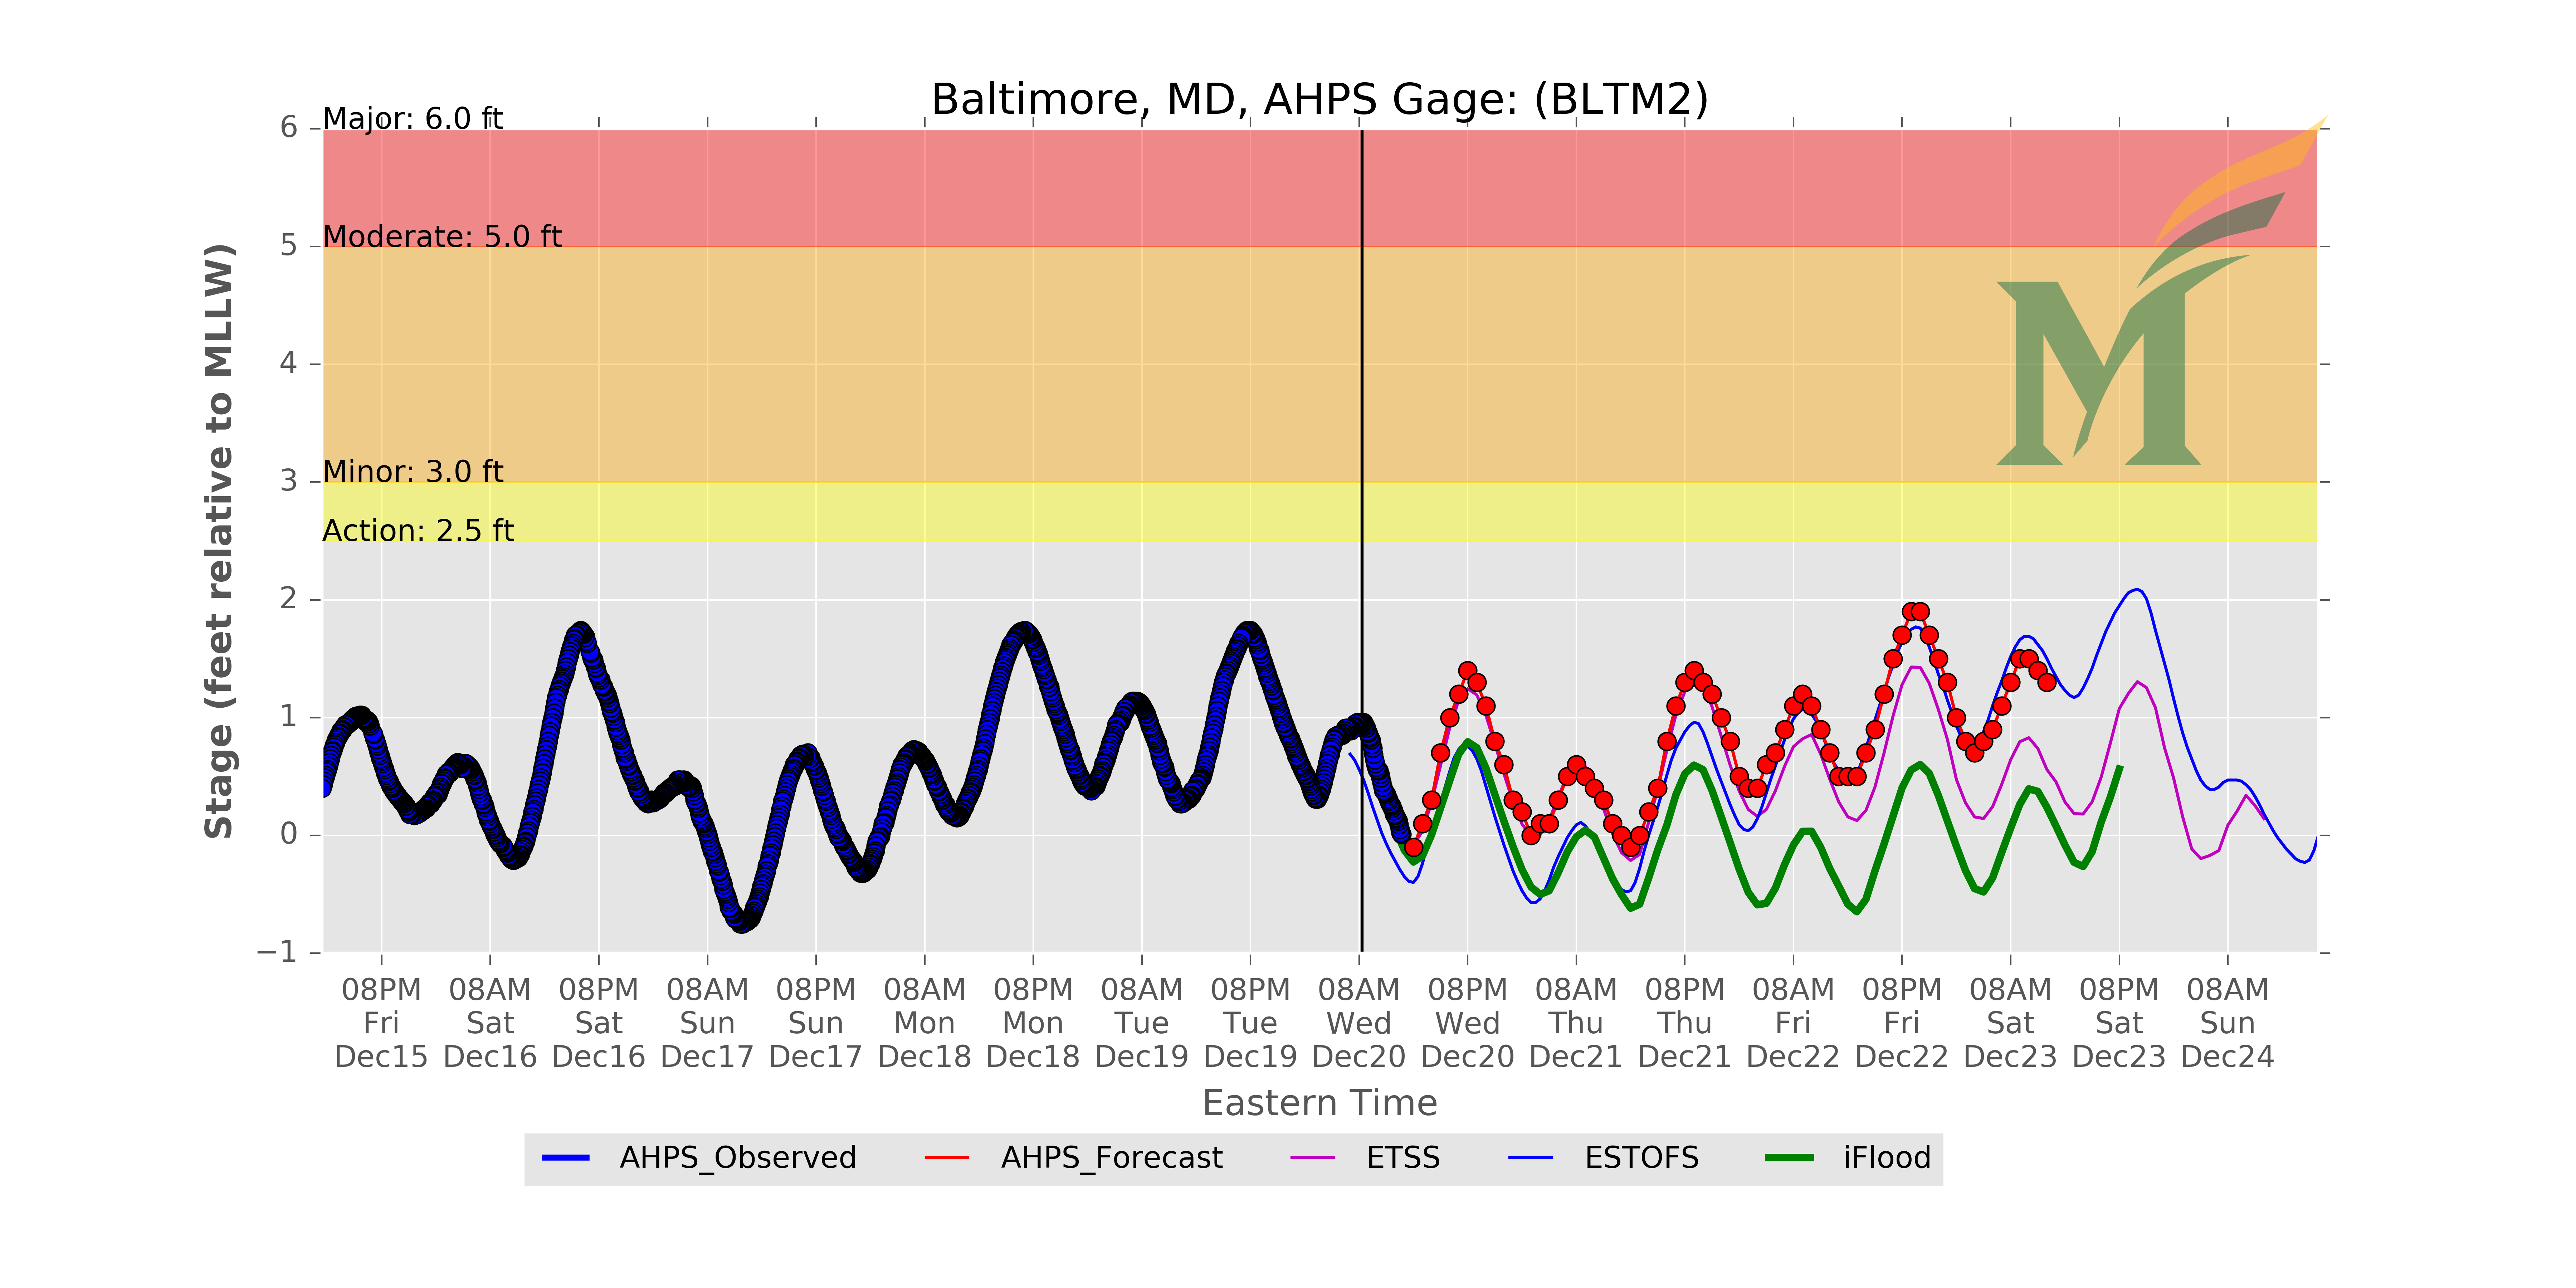 Baltimore, MD, AHPS Gage: (BLTM2)
Major: 6.0 ft
Moderate: 5.0 ft
Minor: 3.0 ft
Action: 2.5 ft
Stage (feet relative to MLLW)
6
5
4
3
2
1
0
−1
08PM 08AM 08PM 08AM 08PM 08AM 08PM 08AM 08PM 08AM 08PM 08AM 08PM 08AM 08PM 08AM 08PM 08AM
Fri Sat Sat Sun Sun Mon Mon Tue Tue Wed Wed Thu Thu Fri Fri Sat Sat Sun
Dec15 Dec16 Dec16 Dec17 Dec17 Dec18 Dec18 Dec19 Dec19 Dec20 Dec20 Dec21 Dec21 Dec22 Dec22 Dec23 Dec23 Dec24
Eastern Time
AHPS_Observed AHPS_Forecast ETSS ESTOFS iFlood
M